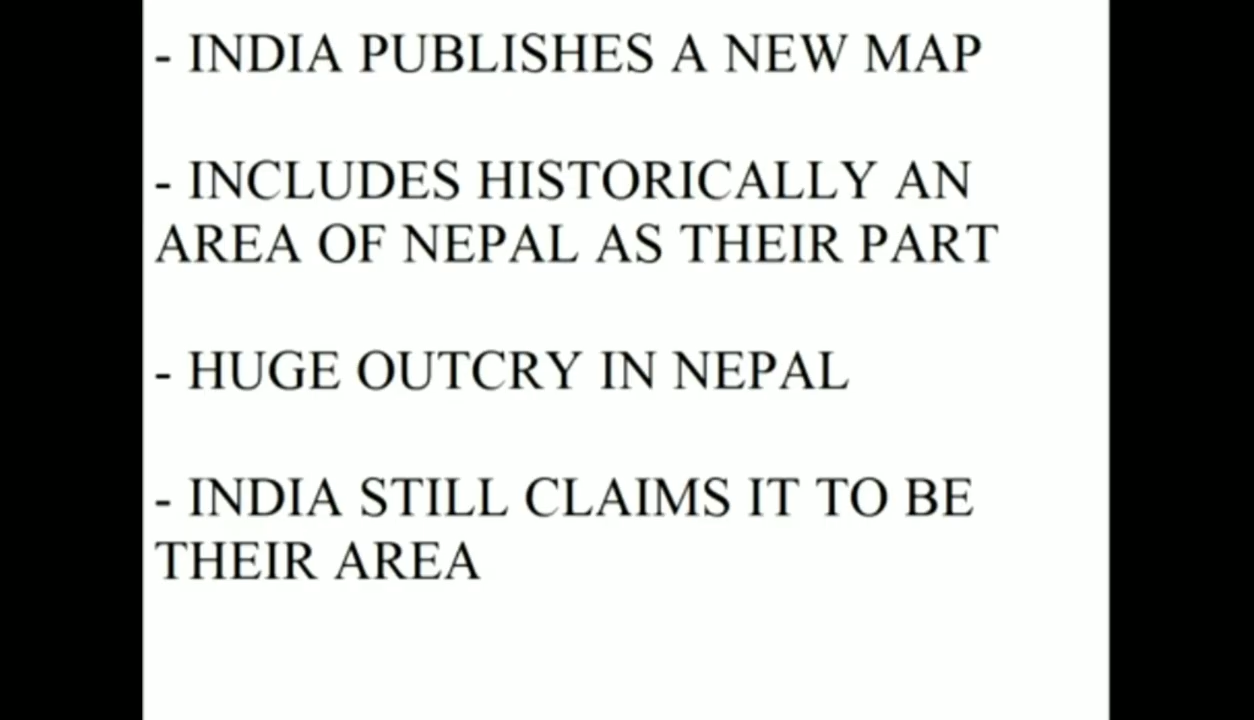 - INDIA PUBLISHES A NEW MAP
- INCLUDES HISTORICALLY AN
AREA OF NEPAL AS THEIR PART
- HUGE OUTCRY IN NEPAL
- INDIA STILL CLAIMS IT TO BE
THEIR AREA